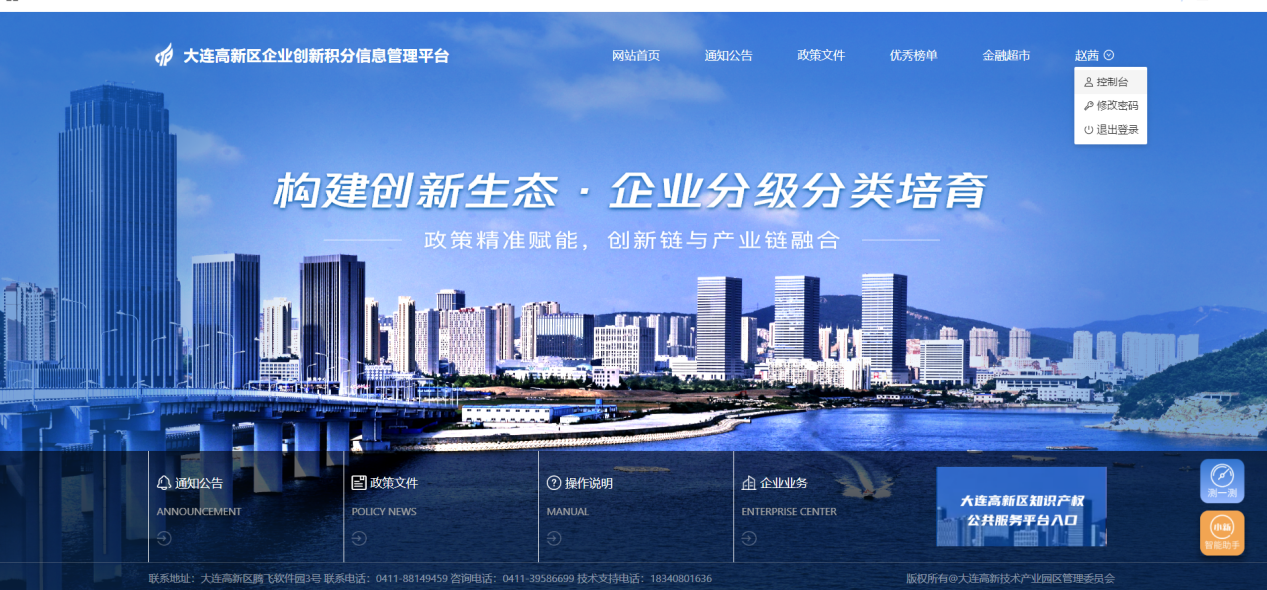 大连高新区企业创新积分信息管理平台
网站首页 通知公告 政策文件 优秀榜单 金融超市 赵茜
控制台
修改密码
退出登录
构建创新生态 · 企业分级分类培育
政策精准赋能，创新链与产业链融合
通知公告
ANNOUNCEMENT
政策文件
POLICY NEWS
操作说明
MANUAL
企业业务
ENTERPRISE CENTER
大连高新区知识产权
公共服务平台入口
测一测
小新
智能助手
联系地址：大连高新区腾飞软件园3号 联系电话：0411-88149459 咨询电话：0411-39586699 技术支持电话：18340801636
版权所有@大连高新技术产业园区管理委员会